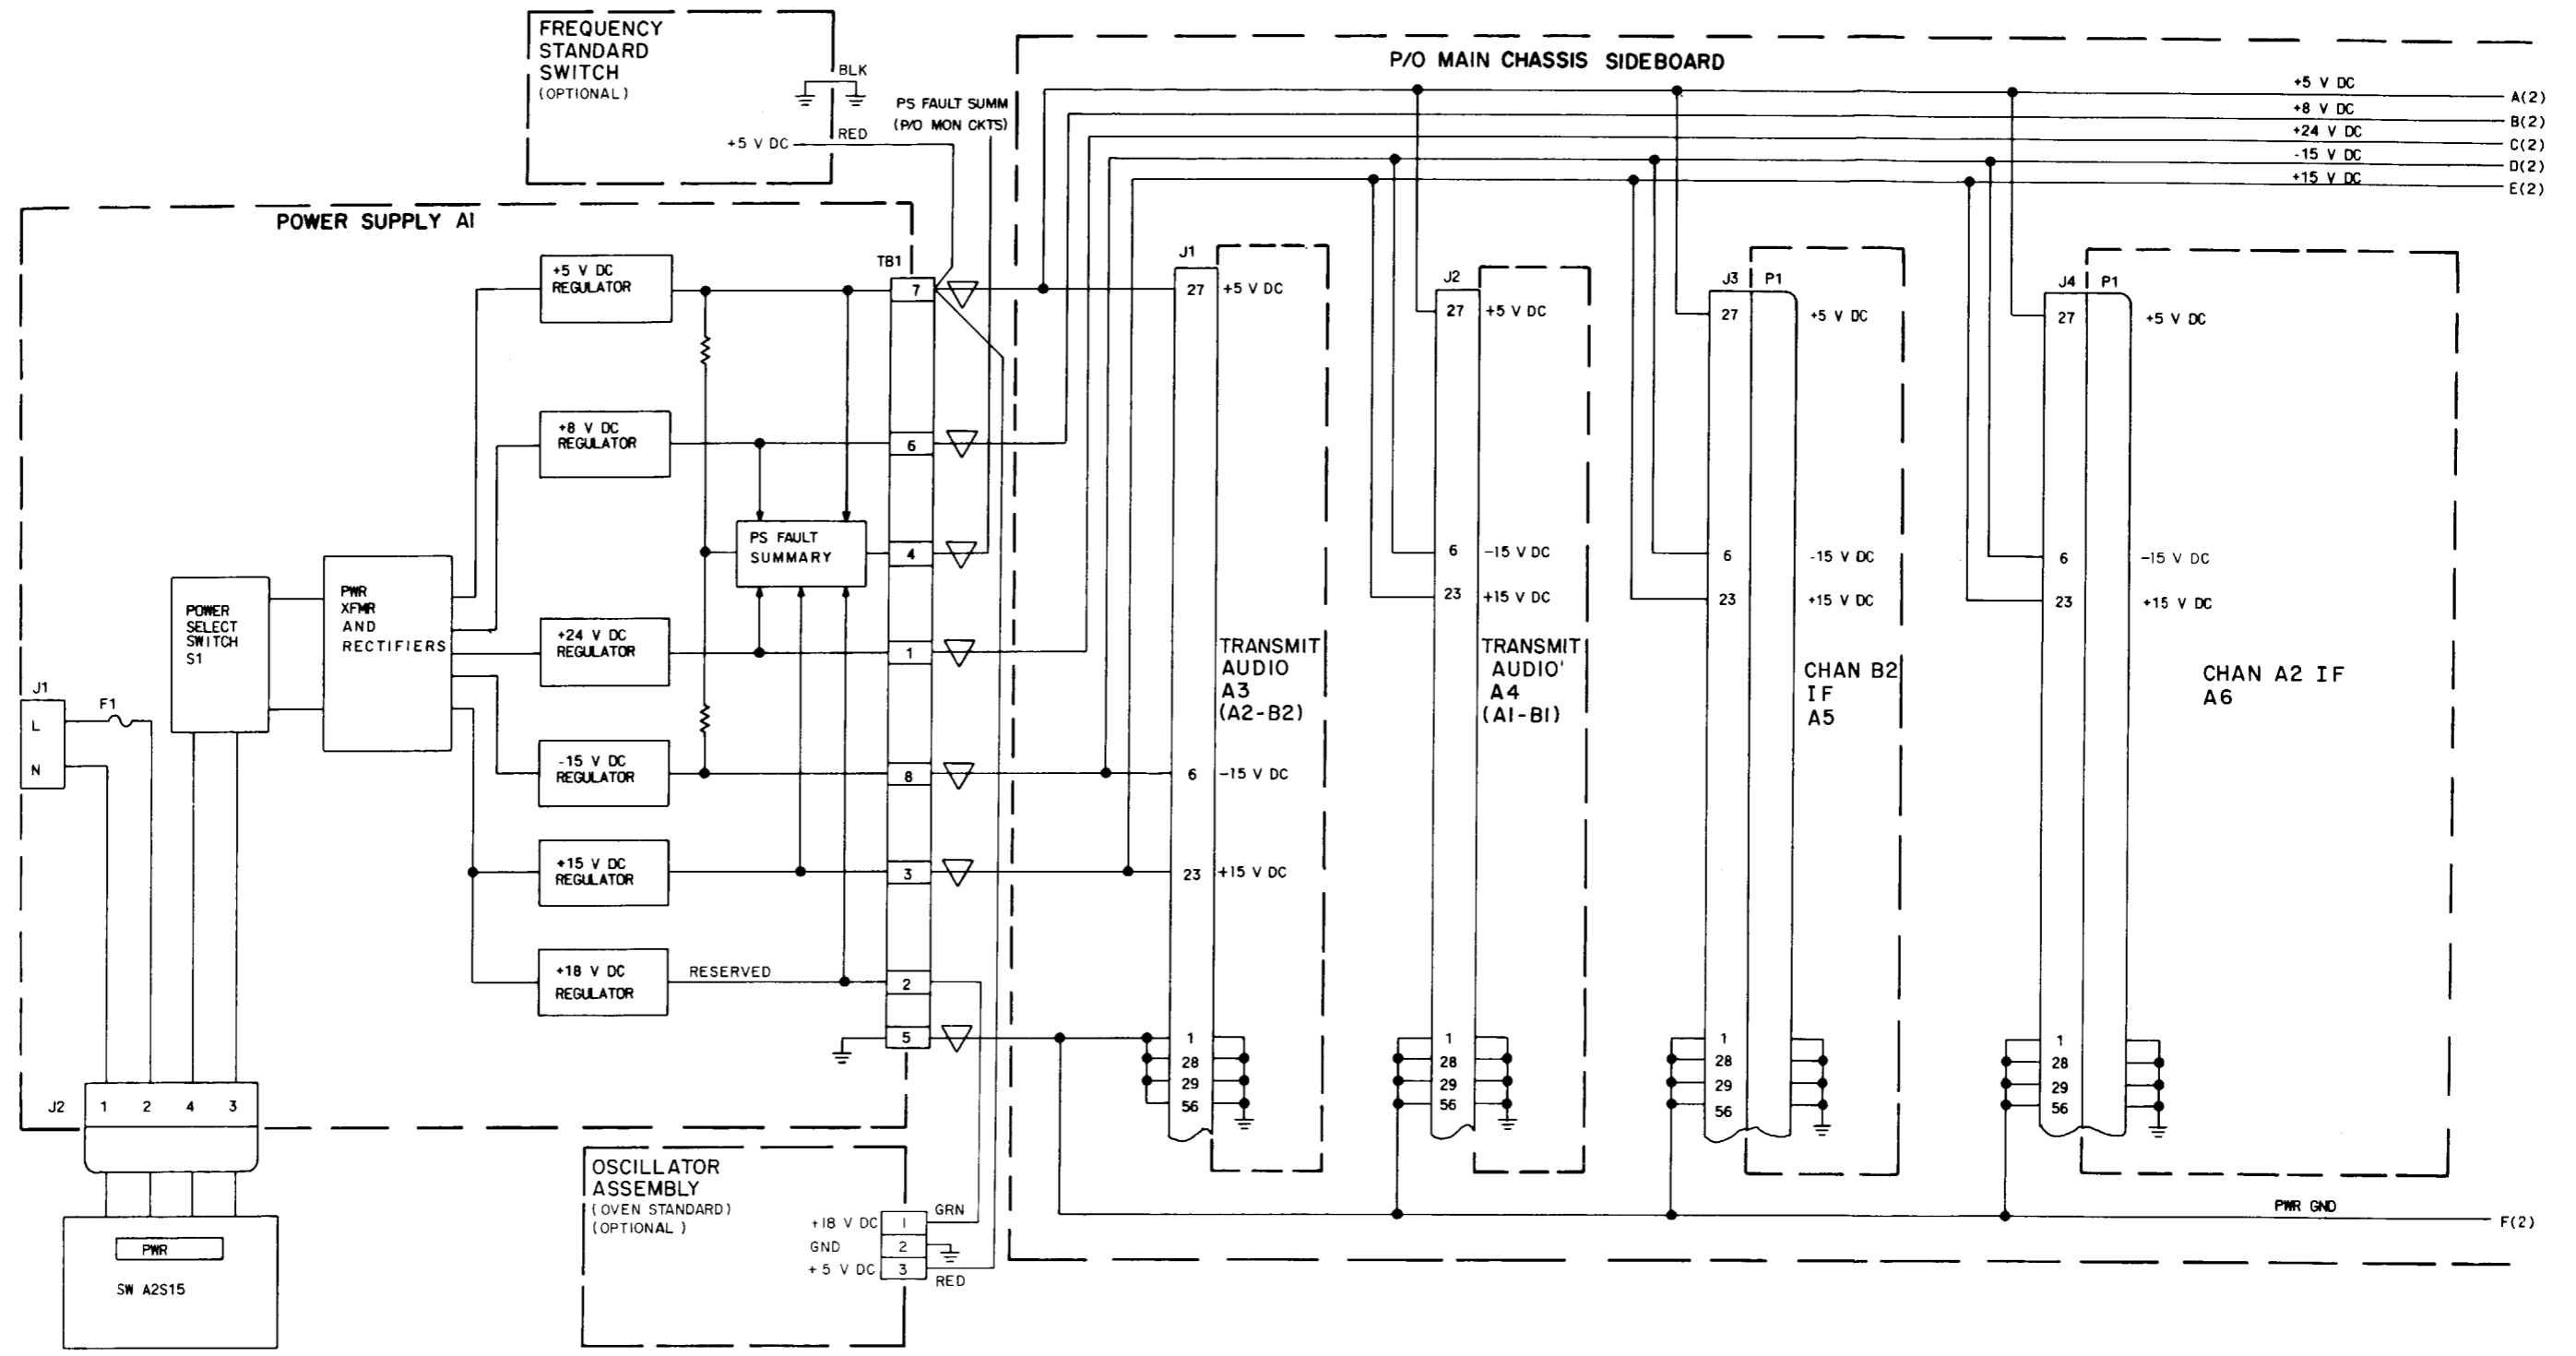 FREQUENCY
STANDARD
SWITCH
(OPTIONAL)
BLK
+5 V DC
RED
PS FAULT SUMM
(P/O MON CKTS)
P/O MAIN CHASSIS SIDEBOARD
+5 V DC
A(2)
+8 V DC
B(2)
+24 V DC
C(2)
-15 V DC
D(2)
+15 V DC
E(2)
POWER SUPPLY A1
J1
L
N
F1
POWER
SELECT
SWITCH
S1
PWR
XFMR
AND
RECTIFIERS
+5 V DC
REGULATOR
+8 V DC
REGULATOR
PS FAULT
SUMMARY
+24 V DC
REGULATOR
-15 V DC
REGULATOR
+15 V DC
REGULATOR
+18 V DC
REGULATOR
RESERVED
TB1
7
6
4
1
8
3
2
5
J2
1 2 4 3
PWR
SW A2S15
OSCILLATOR
ASSEMBLY
(OVEN STANDARD)
(OPTIONAL )
+18 V DC
1
GRN
GND
2
+ 5 V DC
3
RED
J1
27
+5 V DC
TRANSMIT
AUDIO
A3
(A2-B2)
6
-15 V DC
23
+15 V DC
1
28
29
56
J2
27
+5 V DC
6
-15 V DC
23
+15 V DC
TRANSMIT
AUDIO'
A4
(A1-B1)
1
28
29
56
J3 P1
27
+5 V DC
6
-15 V DC
23
+15 V DC
CHAN B2
IF
A5
1
28
29
56
J4 P1
27
+5 V DC
6
-15 V DC
23
+15 V DC
CHAN A2 IF
A6
1
28
29
56
PWR GND
F(2)